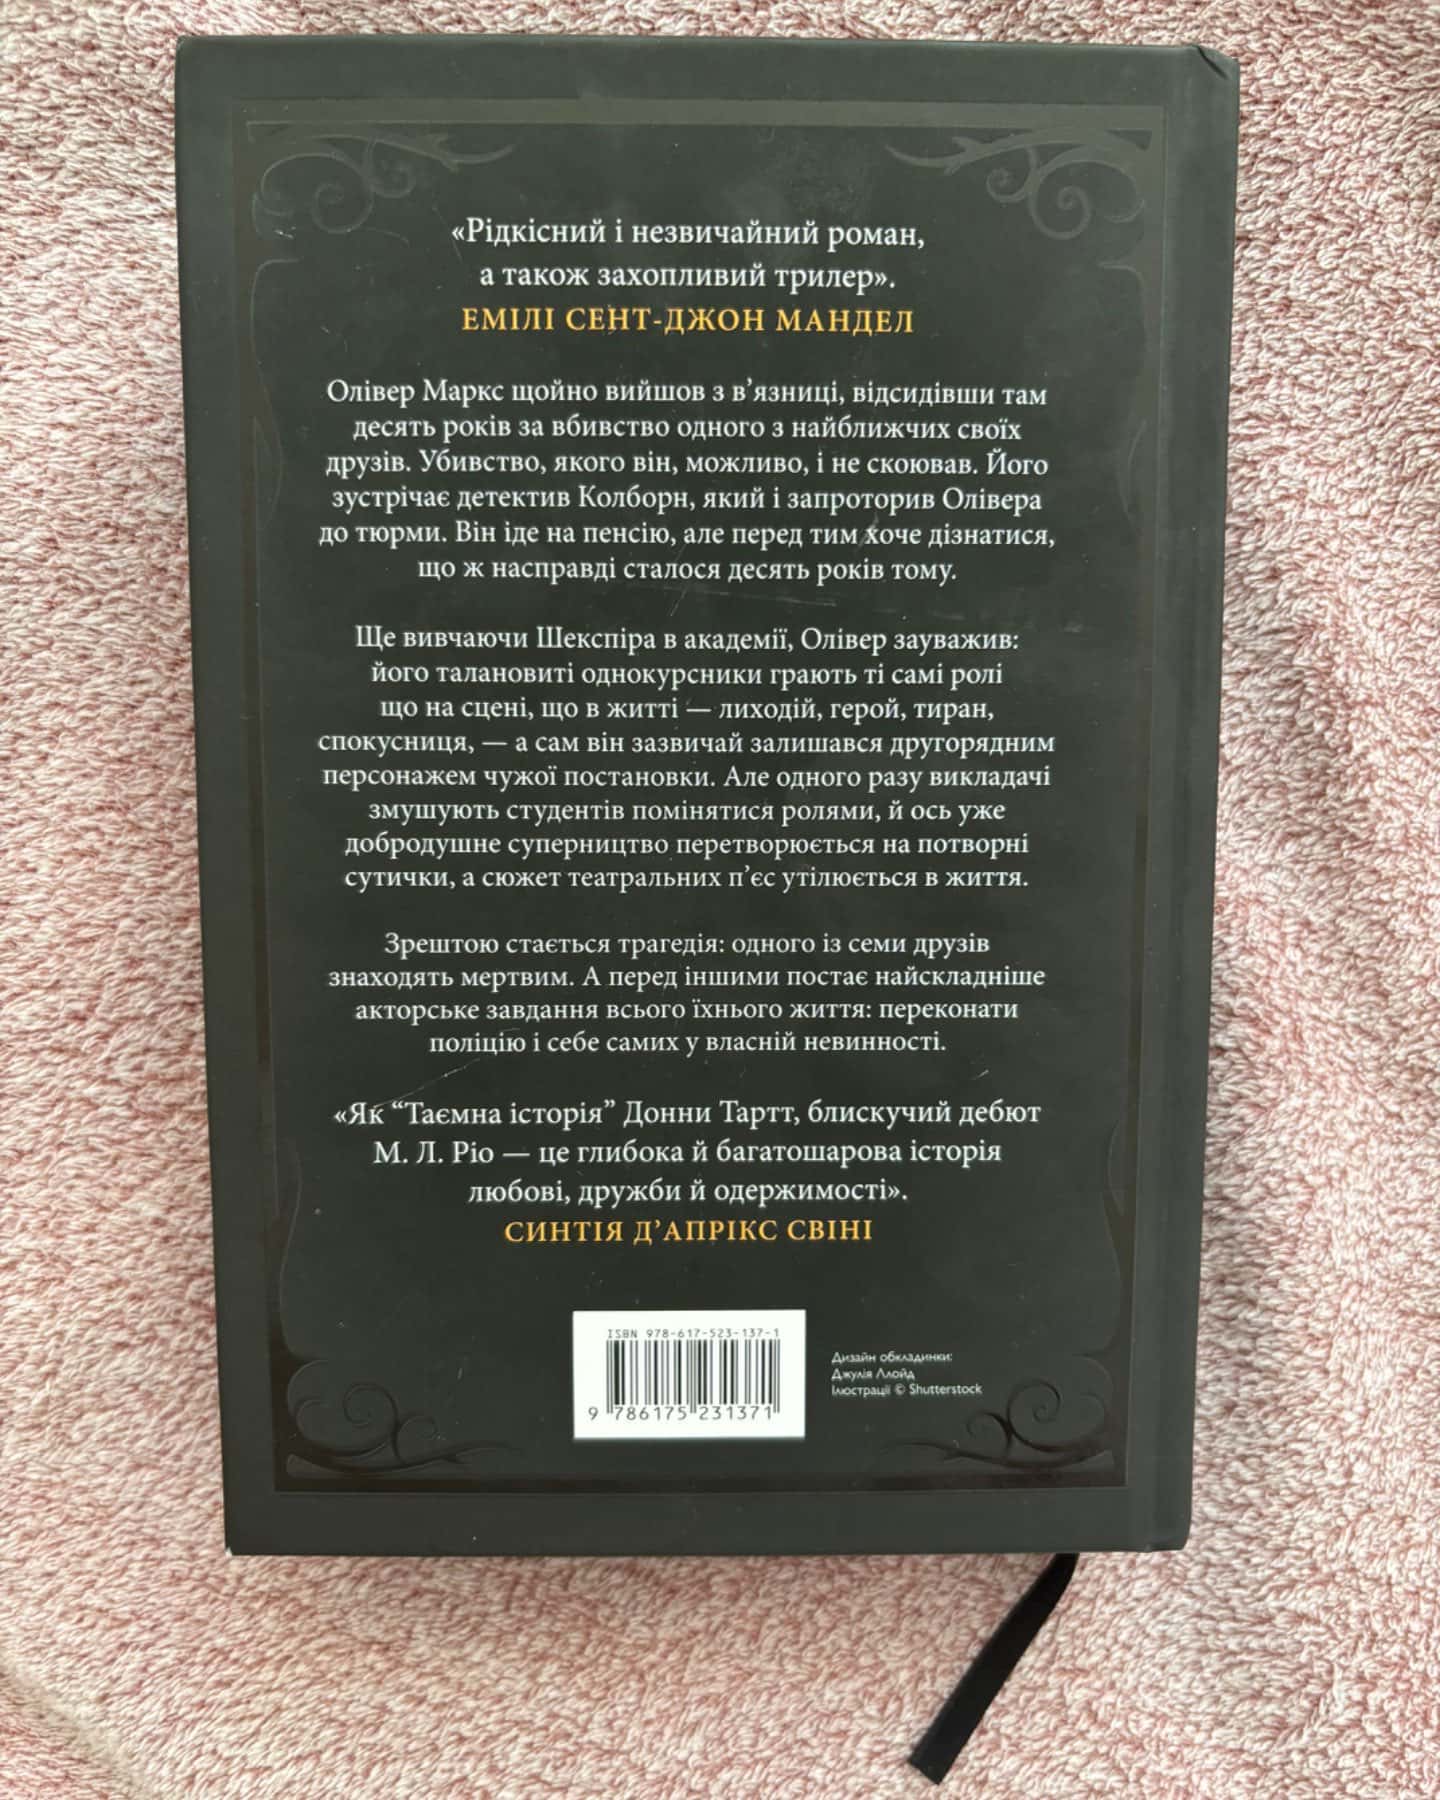 «Рідкісний і незвичайний роман,
а також захопливий трилер».
ЕМІЛІ СЕНТ-ДЖОН МАНДЕЛ
Олівер Маркс щойно вийшов з в’язниці, відсидівши там
десять років за вбивство одного з найближчих своїх
друзів. Убивство, якого він, можливо, і не скоював. Його
зустрічає детектив Колборн, який і запроторив Олівера
до тюрми. Він іде на пенсію, але перед тим хоче дізнатися,
що ж насправді сталося десять років тому.
Ще вивчаючи Шекспіра в академії, Олівер зауважив:
його талановиті однокурсники грають ті самі ролі
що на сцені, що в житті — лиходій, герой, тиран,
спокусниця, — а сам він зазвичай залишався другорядним
персонажем чужої постановки. Але одного разу викладачі
змушують студентів помінятися ролями, й ось уже
добродушне суперництво перетворюється на потворні
сутички, а сюжет театральних п’єс утілюється в життя.
Зрештою стається трагедія: одного із семи друзів
знаходять мертвим. А перед іншими постає найскладніше
акторське завдання всього їхнього життя: переконати
поліцію і себе самих у власній невинності.
«Як “Таємна історія” Донни Тартт, блискучий дебют
М. Л. Ріо — це глибока й багатошарова історія
любові, дружби й одержимості».
СИНТІЯ Д’АПРІКС СВІНІ
ISBN 978-617-523-137-1
9 786175 231371
Дизайн обкладинки:
Джулія Ллойд
Ілюстрації © Shutterstock